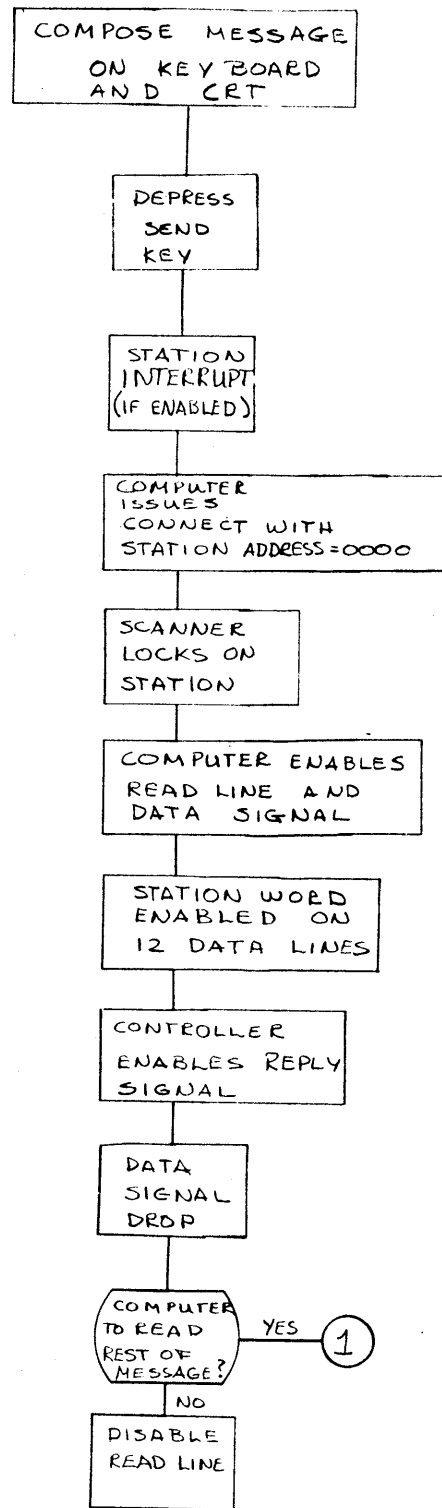 COMPOSE MESSAGE
ON KEYBOARD
AND CRT
DEPRESS
SEND
KEY
STATION
INTERRUPT
(IF ENABLED)
COMPUTER
ISSUES
CONNECT WITH
STATION ADDRESS=0000
SCANNER
LOCKS ON
STATION
COMPUTER ENABLES
READ LINE AND
DATA SIGNAL
STATION WORD
ENABLED ON
12 DATA LINES
CONTROLLER
ENABLES REPLY
SIGNAL
DATA
SIGNAL
DROP
COMPUTER
TO READ
REST OF
MESSAGE?
YES
1
NO
DISABLE
READ LINE